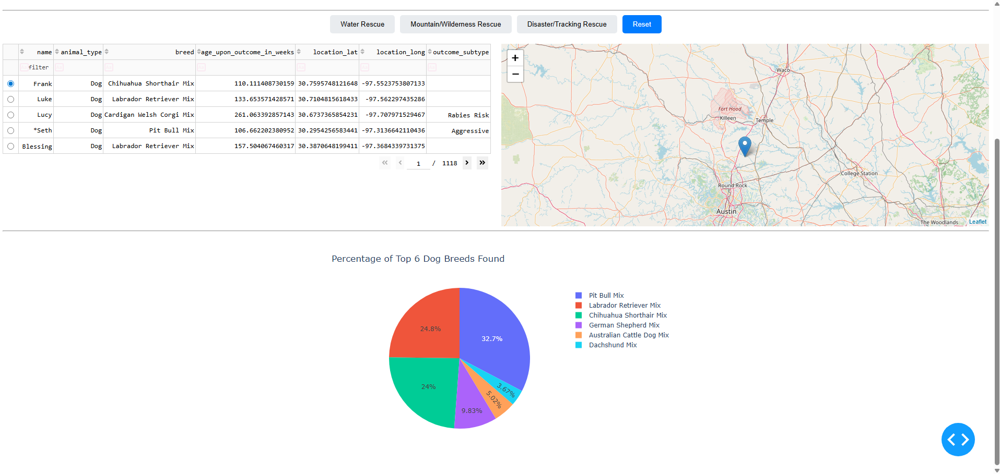 Water Rescue Mountain/Wilderness Rescue Disaster/Tracking Rescue Reset
name animal_type breed age_upon_outcome_in_weeks location_lat location_long outcome_subtype
filter
Frank Dog Chihuahua Shorthair Mix 110.111408730159 30.7595748121648 -97.5523753807133
Luke Dog Labrador Retriever Mix 133.653571428571 30.7104815618433 -97.562297435286
Lucy Dog Cardigan Welsh Corgi Mix 261.063392857143 30.6737365854231 -97.707971529467 Rabies Risk
*Seth Dog Pit Bull Mix 106.662202380952 30.2954256583441 -97.3136642110436 Aggressive
Blessing Dog Labrador Retriever Mix 157.504067460317 30.3870648199411 -97.3684339731375
1 / 1118
+
−
Waco
Fort Hood
Killeen
Temple
College Station
Round Rock
Austin
The Woodlands
Leaflet
Percentage of Top 6 Dog Breeds Found
32.7%
24.8%
24%
9.83%
5.02%
3.67%
Pit Bull Mix
Labrador Retriever Mix
Chihuahua Shorthair Mix
German Shepherd Mix
Australian Cattle Dog Mix
Dachshund Mix